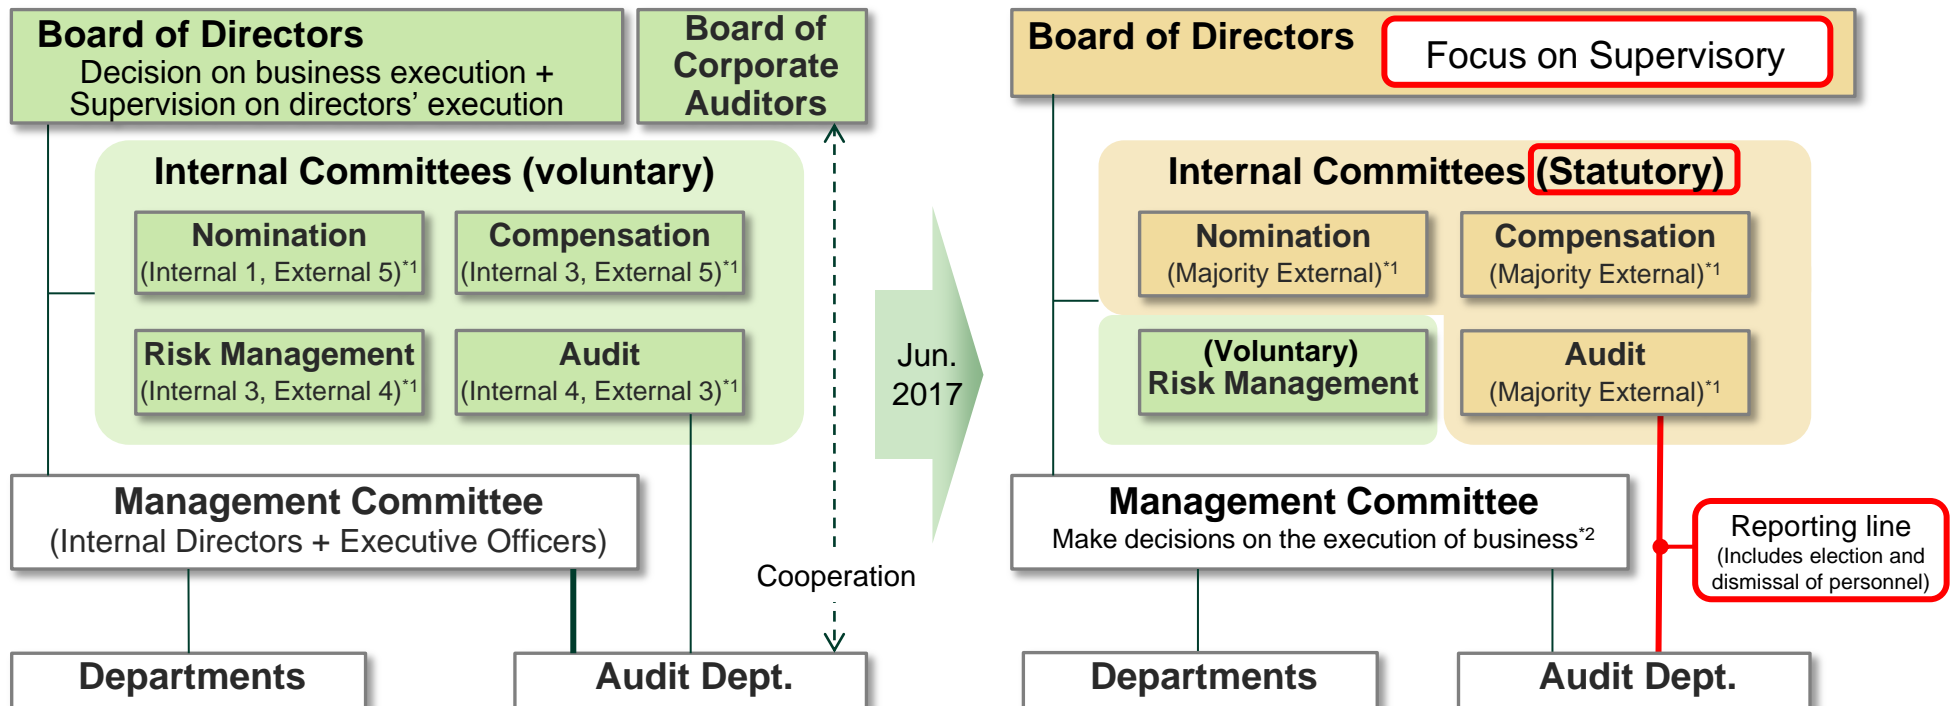 Board of Directors
Decision on business execution +
Supervision on directors' execution
Board of
Corporate
Auditors
Internal Committees (voluntary)
Nomination
(Internal 1, External 5)*1
Compensation
(Internal 3, External 5)*1
Risk Management
(Internal 3, External 4)*1
Audit
(Internal 4, External 3)*1
Management Committee
(Internal Directors + Executive Officers)
Cooperation
Departments
Audit Dept.
Jun.
2017
Board of Directors
Focus on Supervisory
Internal Committees (Statutory)
Nomination
(Majority External)*1
Compensation
(Majority External)*1
(Voluntary)
Risk Management
Audit
(Majority External)*1
Management Committee
Make decisions on the execution of business*2
Reporting line
(Includes election and
dismissal of personnel)
Departments
Audit Dept.